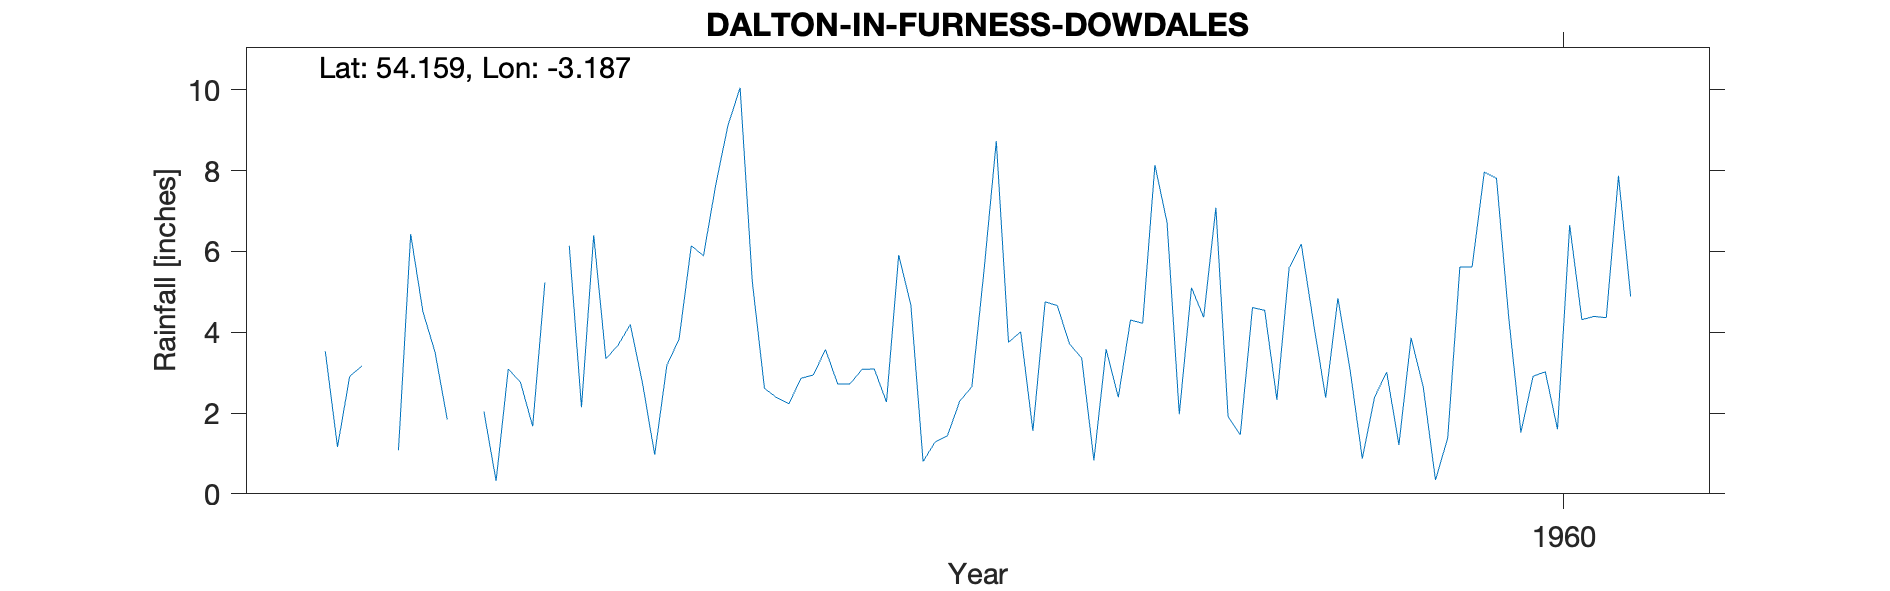 DALTON-IN-FURNESS-DOWDALES
Lat: 54.159, Lon: -3.187
10
8
6
4
2
0
Rainfall [inches]
1960
Year